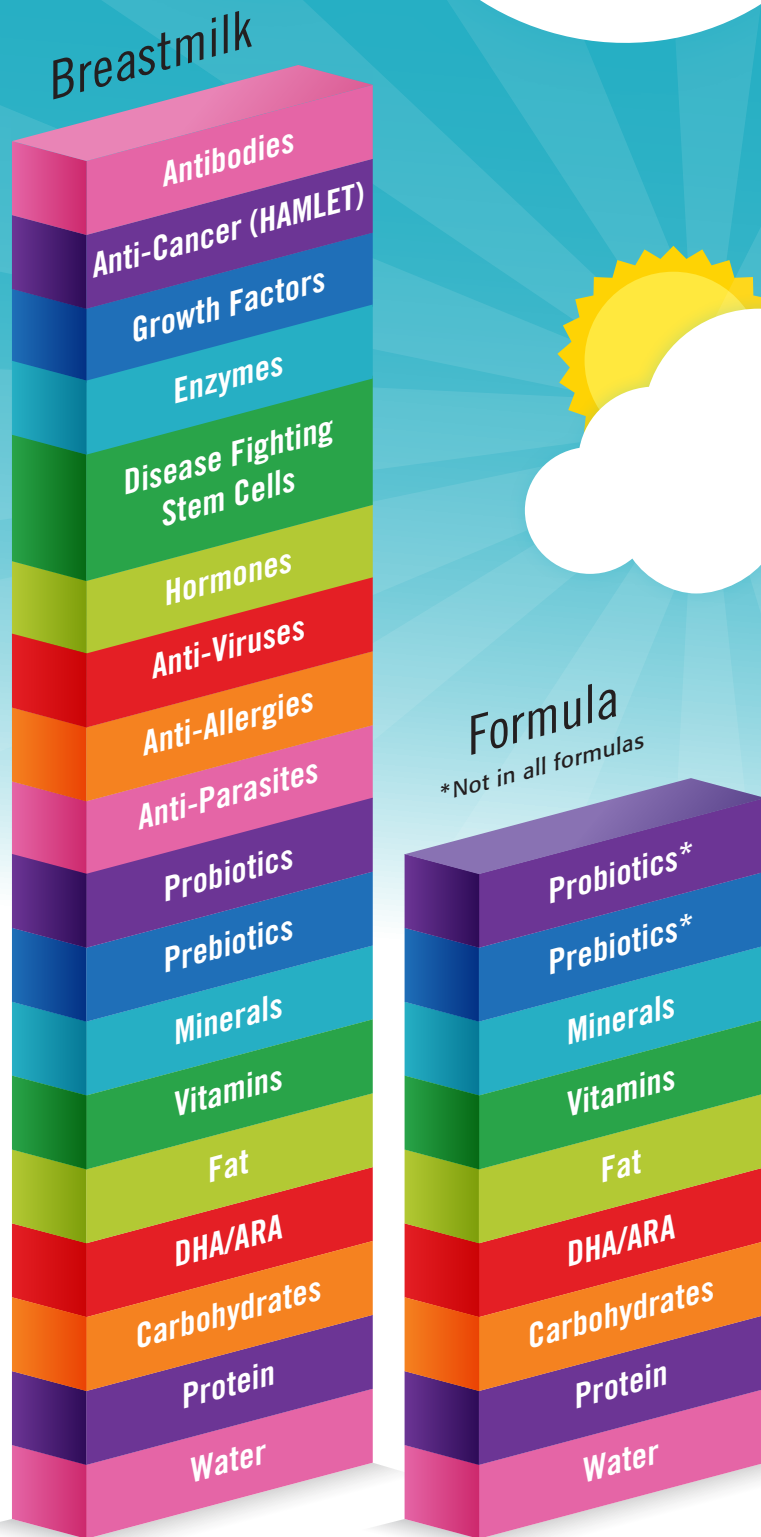 Breastmilk
Antibodies
Anti-Cancer (HAMLET)
Growth Factors
Enzymes
Disease Fighting
Stem Cells
Hormones
Anti-Viruses
Anti-Allergies
Anti-Parasites
Probiotics
Prebiotics
Minerals
Vitamins
Fat
DHA/ARA
Carbohydrates
Protein
Water
Formula
*Not in all formulas
Probiotics*
Prebiotics*
Minerals
Vitamins
Fat
DHA/ARA
Carbohydrates
Protein
Water